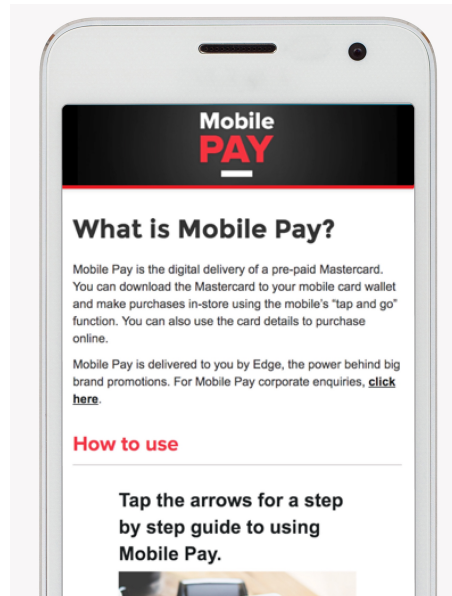 Mobile
PAY
What is Mobile Pay?
Mobile Pay is the digital delivery of a pre-paid Mastercard.
You can download the Mastercard to your mobile card wallet
and make purchases in-store using the mobile's “tap and go”
function. You can also use the card details to purchase
online.
Mobile Pay is delivered to you by Edge, the power behind big
brand promotions. For Mobile Pay corporate enquiries, click
here.
How to use
Tap the arrows for a step
by step guide to using
Mobile Pay.